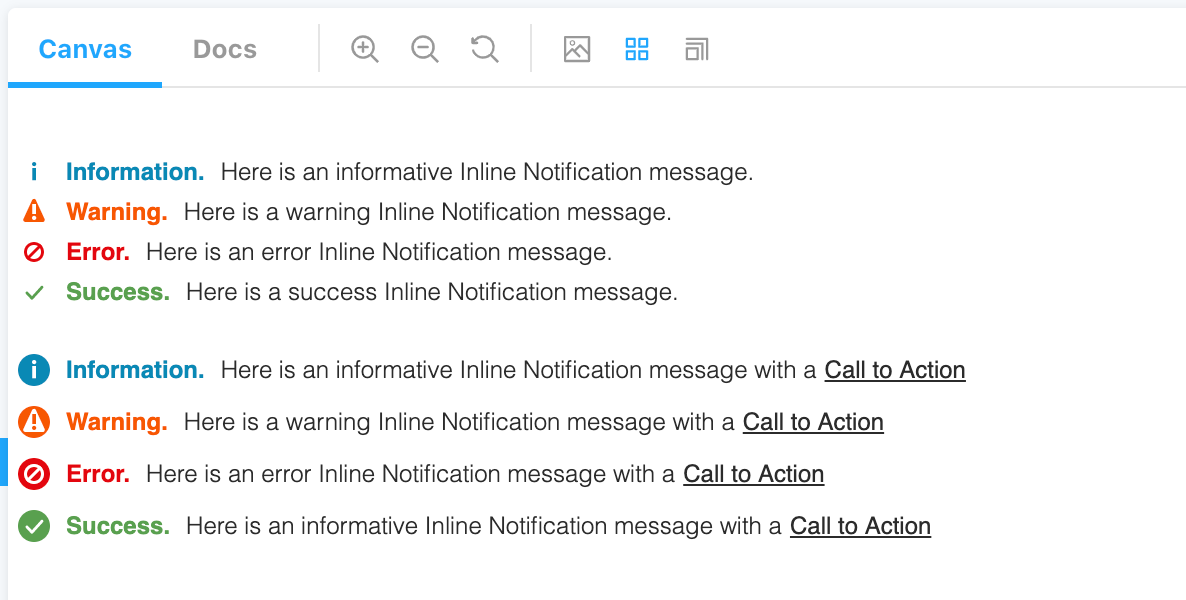 Canvas Docs
Information. Here is an informative Inline Notification message.
Warning. Here is a warning Inline Notification message.
Error. Here is an error Inline Notification message.
Success. Here is a success Inline Notification message.
Information. Here is an informative Inline Notification message with a Call to Action
Warning. Here is a warning Inline Notification message with a Call to Action
Error. Here is an error Inline Notification message with a Call to Action
Success. Here is an informative Inline Notification message with a Call to Action